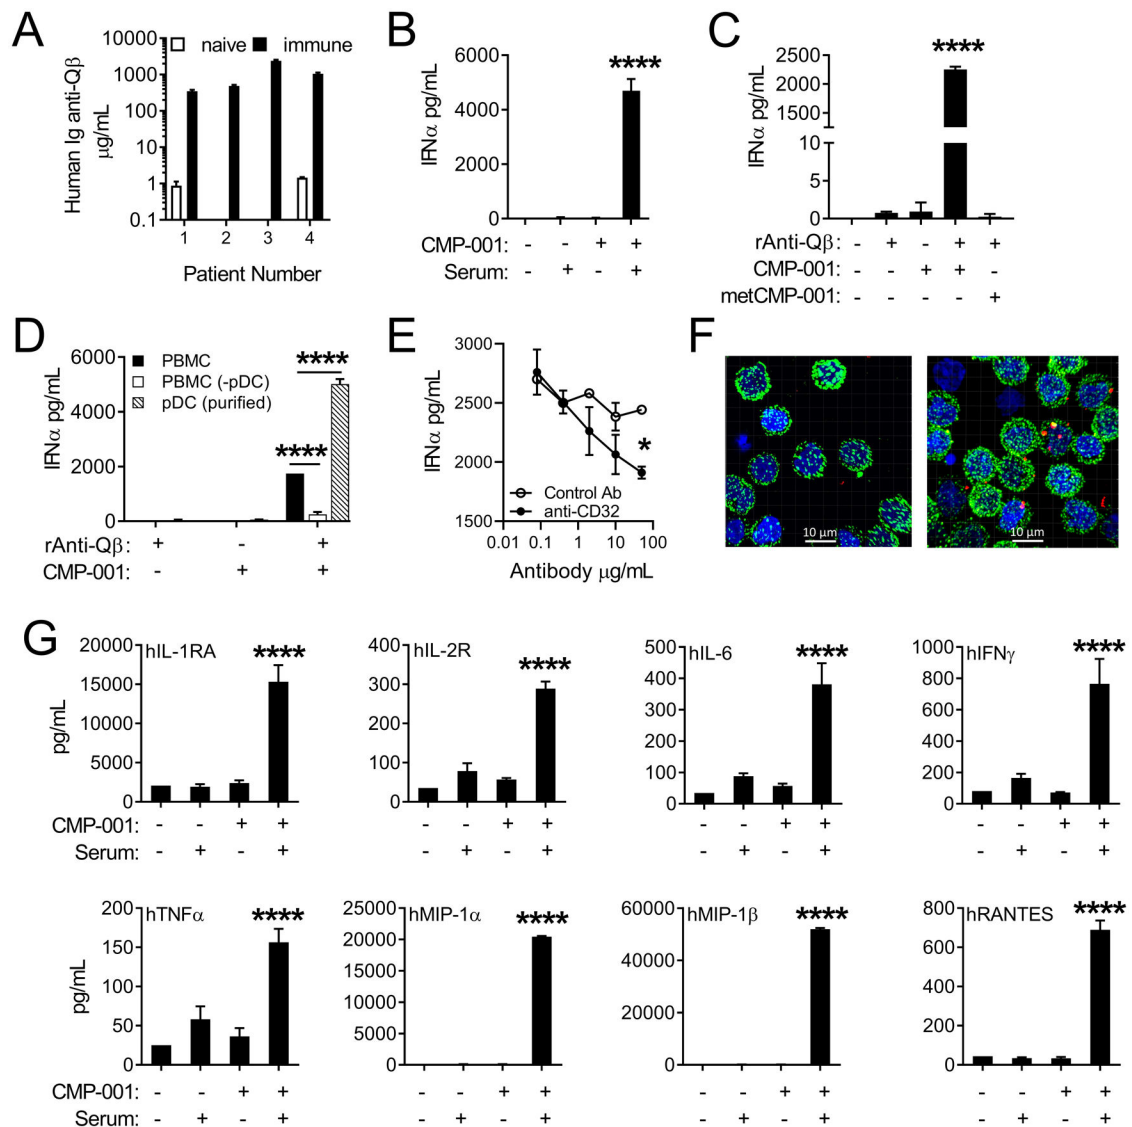 A
Human Ig anti-Qβ
µg/mL
10000
1000
100
10
1
0.1
naive
immune
1 2 3 4
Patient Number
B
IFNα pg/mL
6000
4000
2000
0
****
CMP-001: - - + +
Serum: - + - +
C
IFNα pg/mL
2500
2000
1500
10
5
0
****
rAnti-Qβ: - + - + +
CMP-001: - - + + -
metCMP-001: - - - - +
D
IFNα pg/mL
6000
4000
2000
0
PBMC
PBMC (-pDC)
pDC (purified)
****
****
rAnti-Qβ: + - +
CMP-001: - + +
E
IFNα pg/mL
3000
2500
2000
1500
*
Control Ab
anti-CD32
0.01 0.1 1 10 100
Antibody µg/mL
F
10 µm
10 µm
G
pg/mL
20000
15000
10000
5000
0
hIL-1RA
****
CMP-001: - - + +
Serum: - + - +
400
300
200
100
0
hIL-2R
****
- - + +
- + - +
500
400
300
200
100
0
hIL-6
****
- - + +
- + - +
1000
800
600
400
200
0
hIFNγ
****
- - + +
- + - +
pg/mL
200
150
100
50
0
hTNFα
****
CMP-001: - - + +
Serum: - + - +
25000
20000
15000
10000
5000
0
hMIP-1α
****
- - + +
- + - +
60000
40000
20000
0
hMIP-1β
****
- - + +
- + - +
800
600
400
200
0
hRANTES
****
- - + +
- + - +